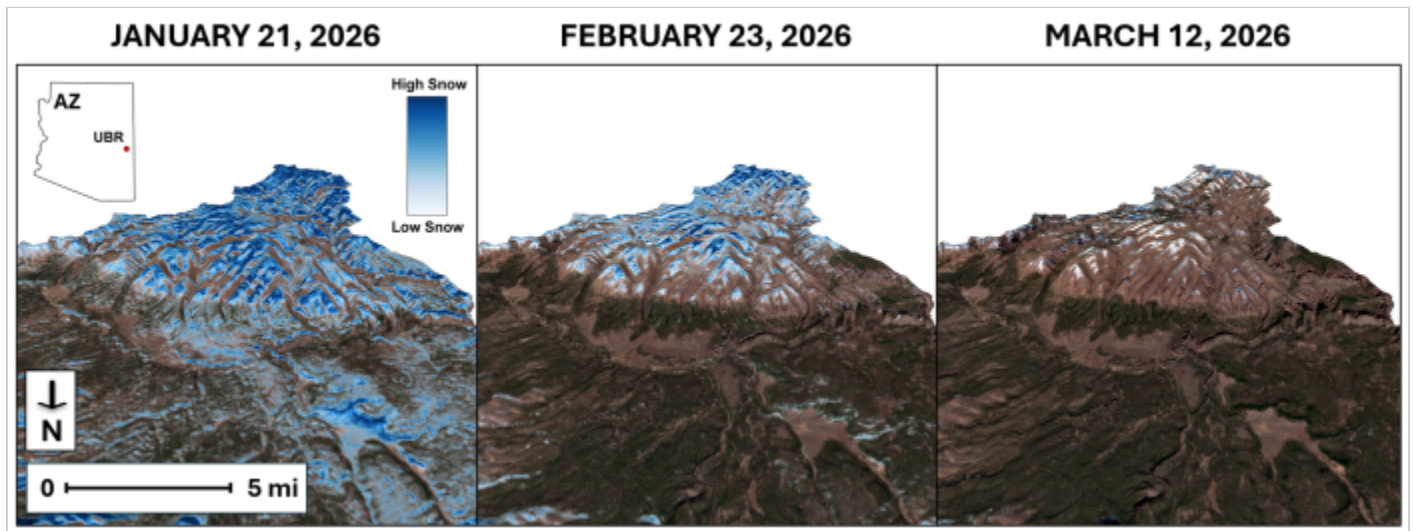 JANUARY 21, 2026
FEBRUARY 23, 2026
MARCH 12, 2026
AZ
UBR
High Snow
Low Snow
N
0 5 mi